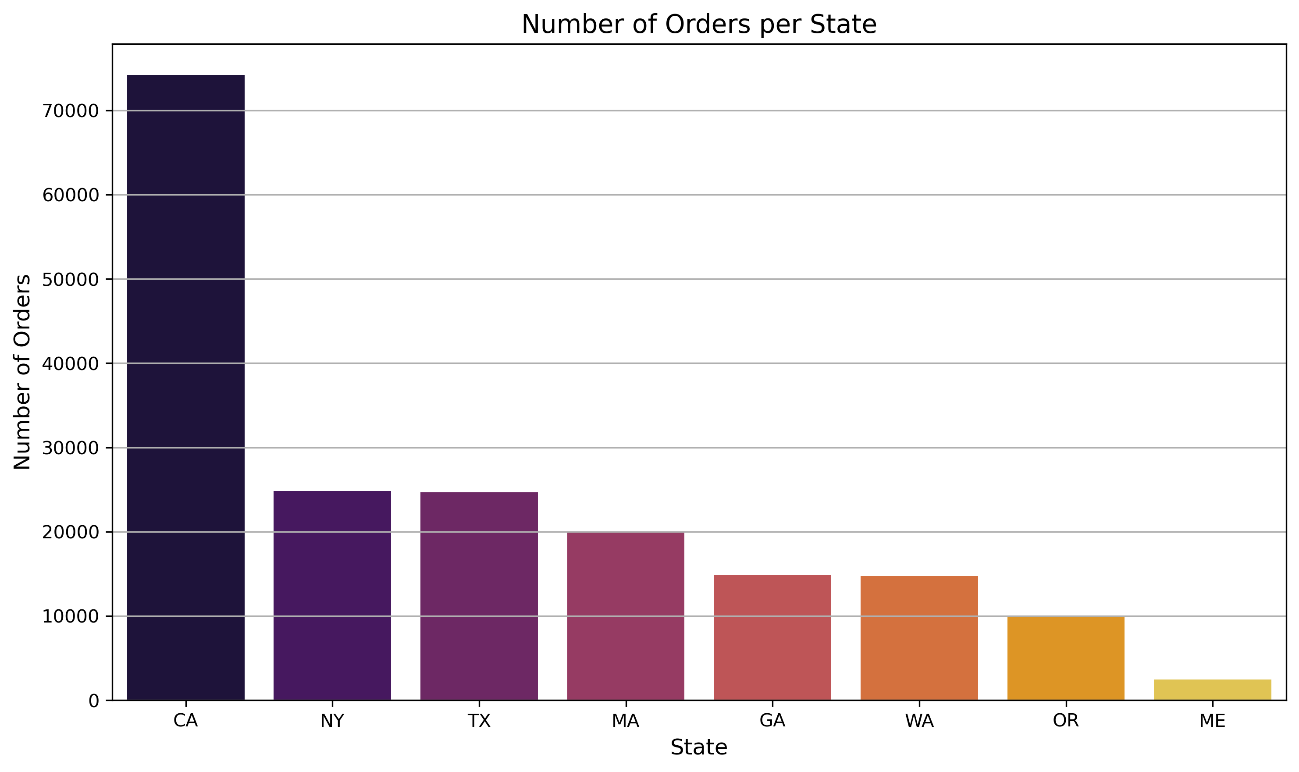 Number of Orders per State
Number of Orders
70000
60000
50000
40000
30000
20000
10000
0
CA NY TX MA GA WA OR ME
State